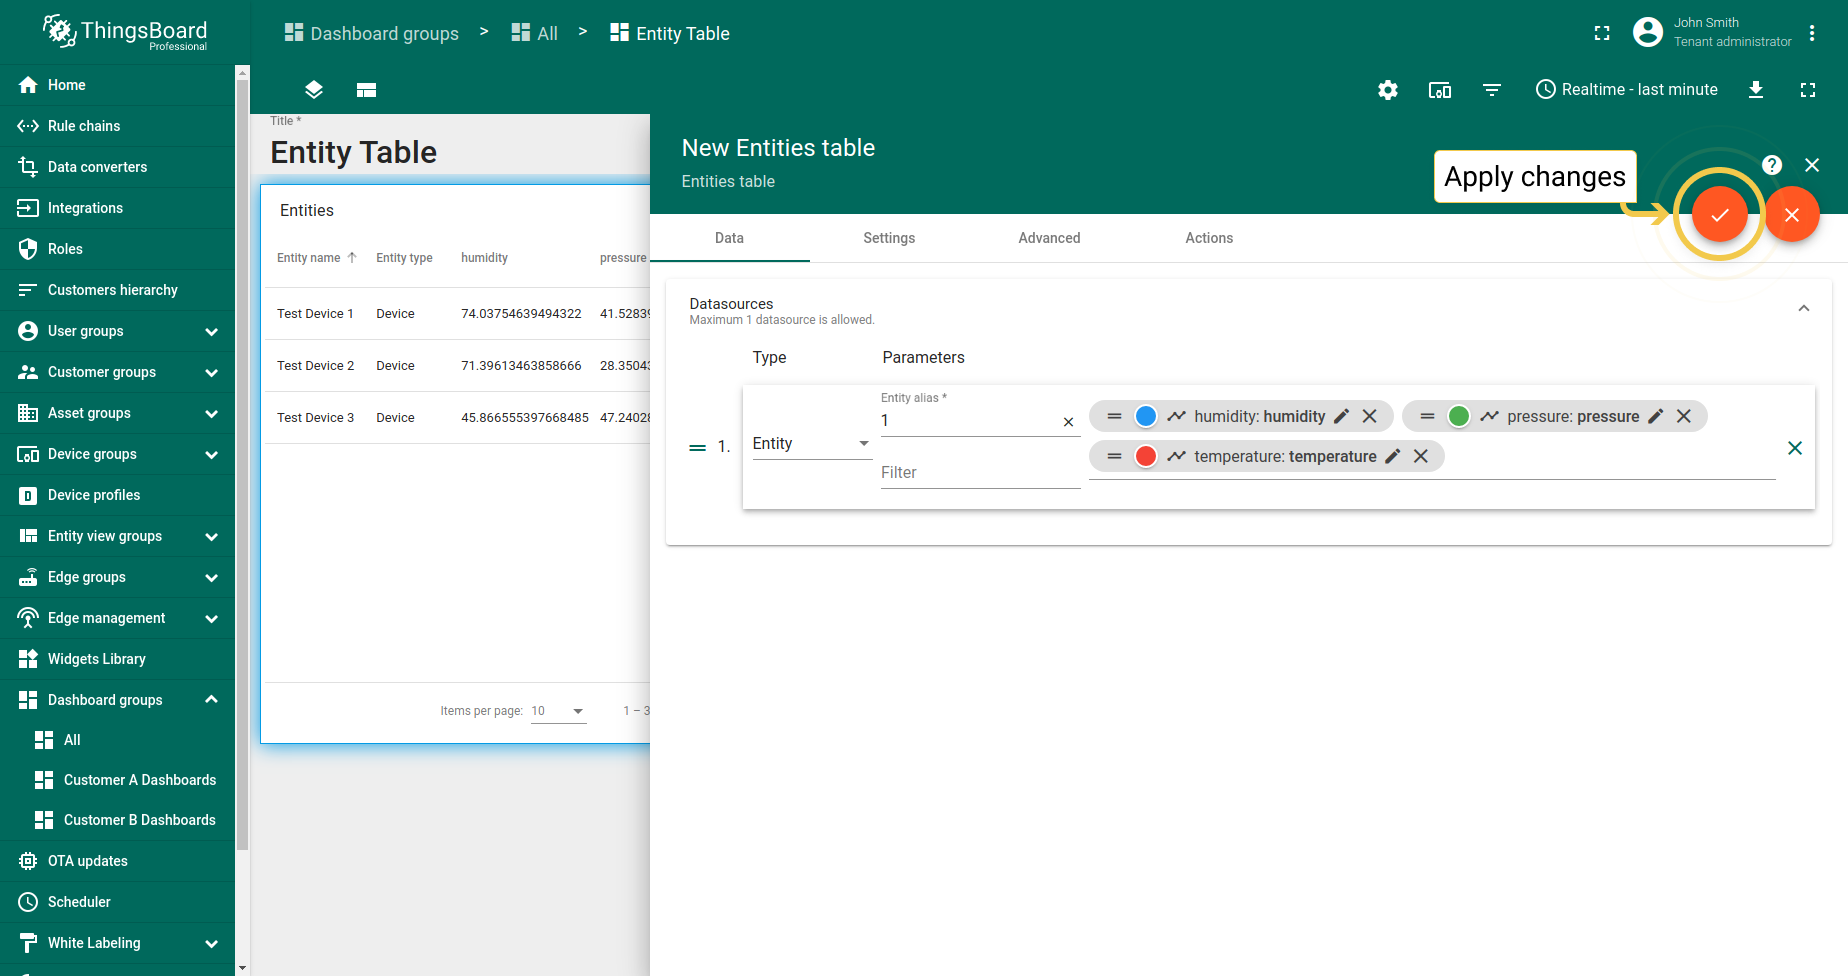 ThingsBoard
Professional
Dashboard groups > All > Entity Table
John Smith
Tenant administrator
Home
Rule chains
Data converters
Integrations
Roles
Customers hierarchy
User groups
Customer groups
Asset groups
Device groups
Device profiles
Entity view groups
Edge groups
Edge management
Widgets Library
Dashboard groups
All
Customer A Dashboards
Customer B Dashboards
OTA updates
Scheduler
White Labeling
Realtime - last minute
Title *
Entity Table
Entities
Entity name Entity type humidity pressure
Test Device 1 Device 74.03754639494322 41.52839
Test Device 2 Device 71.39613463858666 28.35043
Test Device 3 Device 45.866555397668485 47.24028
Items per page: 10 1 – 3
New Entities table
Entities table
Apply changes
?
Data Settings Advanced Actions
Datasources
Maximum 1 datasource is allowed.
Type Parameters
1.
Entity
Entity alias *
1
Filter
humidity: humidity
pressure: pressure
temperature: temperature